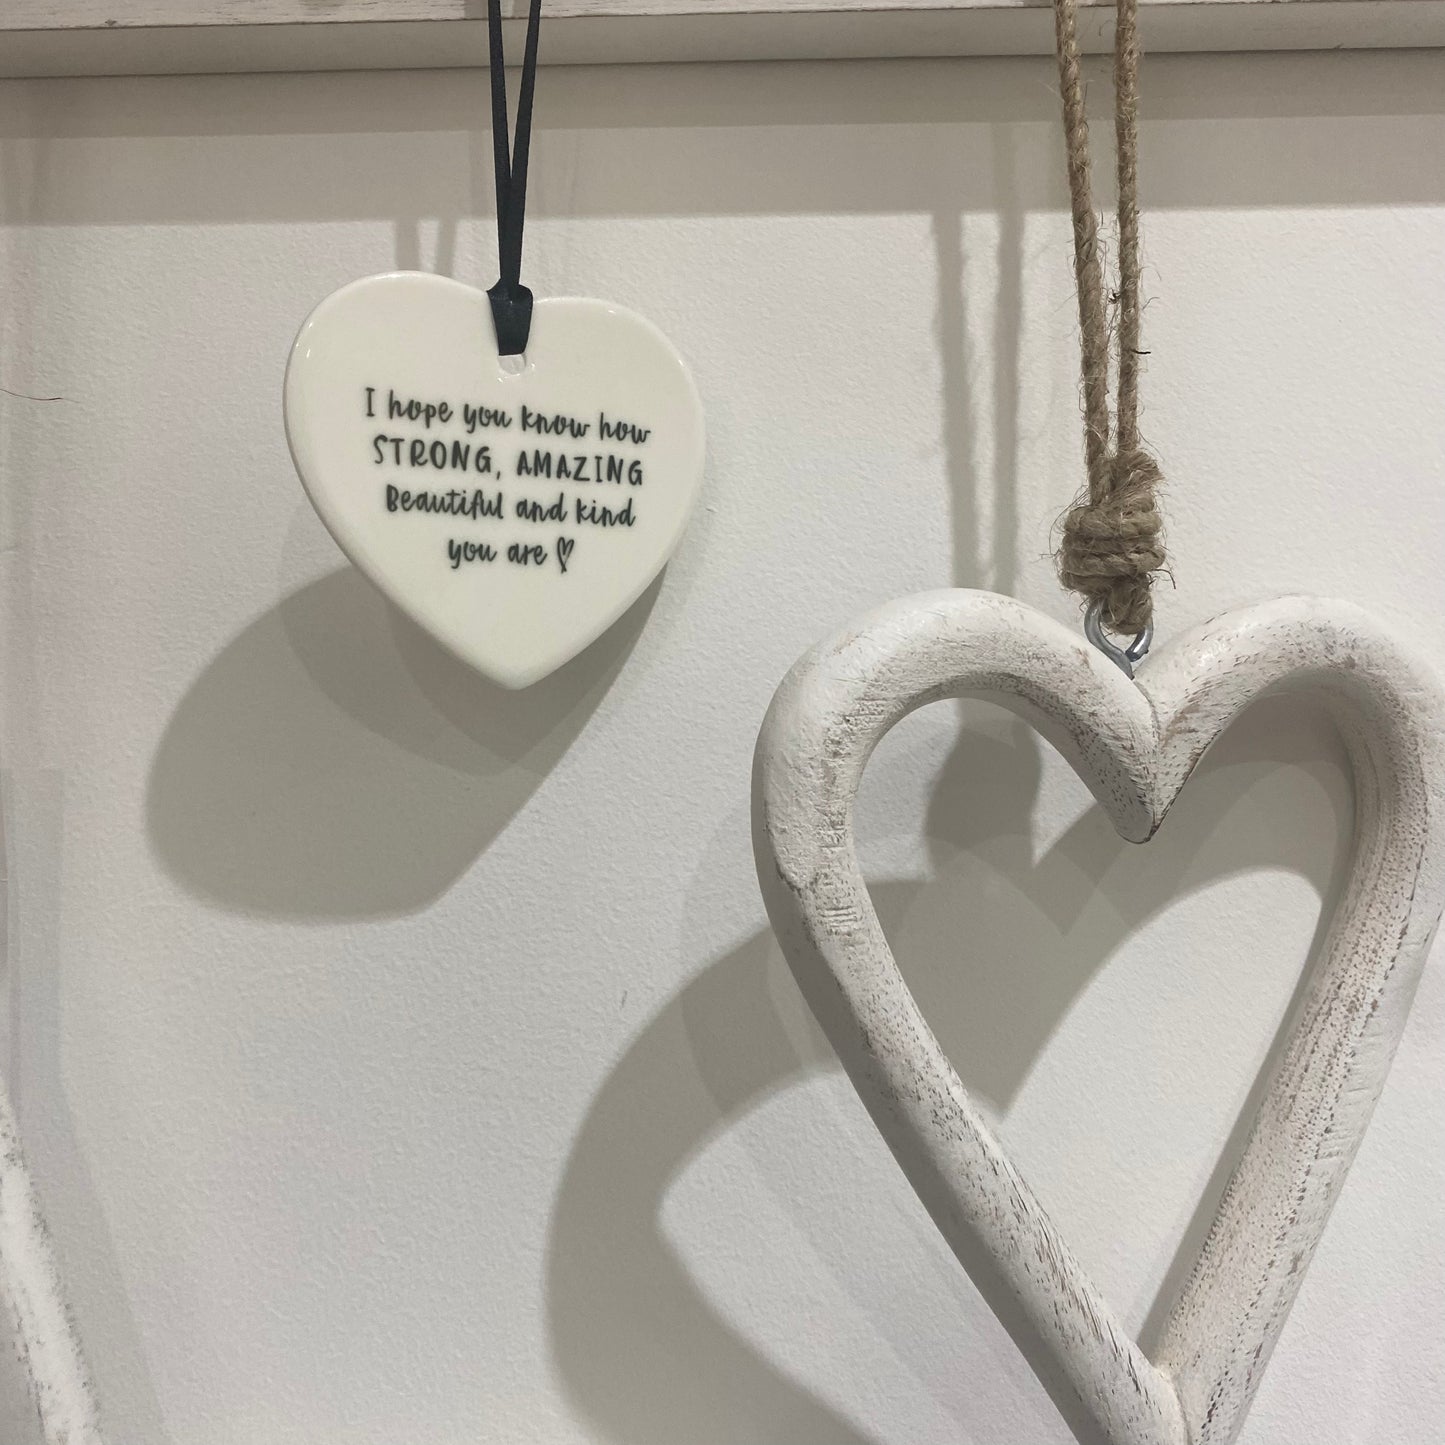 I hope you know how
STRONG, AMAZING
Beautiful and kind
you are ♡